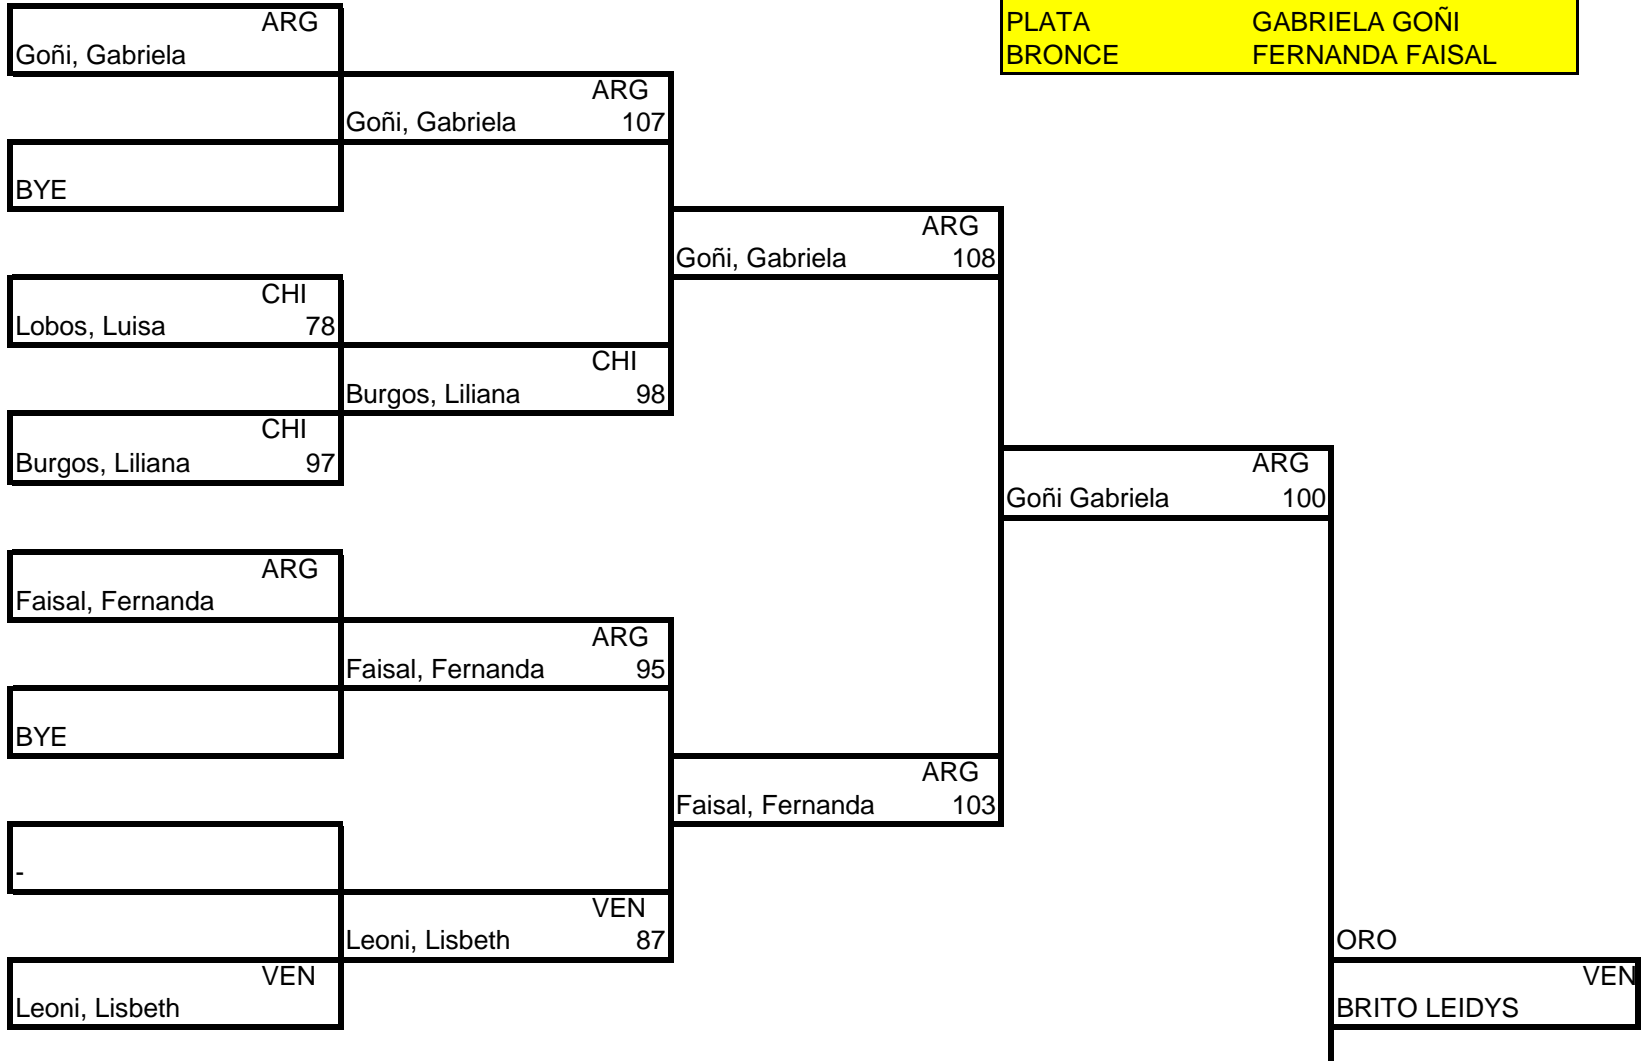 ARG
PLATA GABRIELA GOÑI
Goñi, Gabriela
BRONCE FERNANDA FAISAL
ARG
Goñi, Gabriela 107
BYE
ARG
Goñi, Gabriela 108
CHI
Lobos, Luisa 78
CHI
Burgos, Liliana 98
CHI
Burgos, Liliana 97
ARG
Goñi Gabriela 100
ARG
Faisal, Fernanda
ARG
Faisal, Fernanda 95
BYE
ARG
Faisal, Fernanda 103
-
VEN
Leoni, Lisbeth 87
ORO
VEN
VEN
Leoni, Lisbeth
BRITO LEIDYS